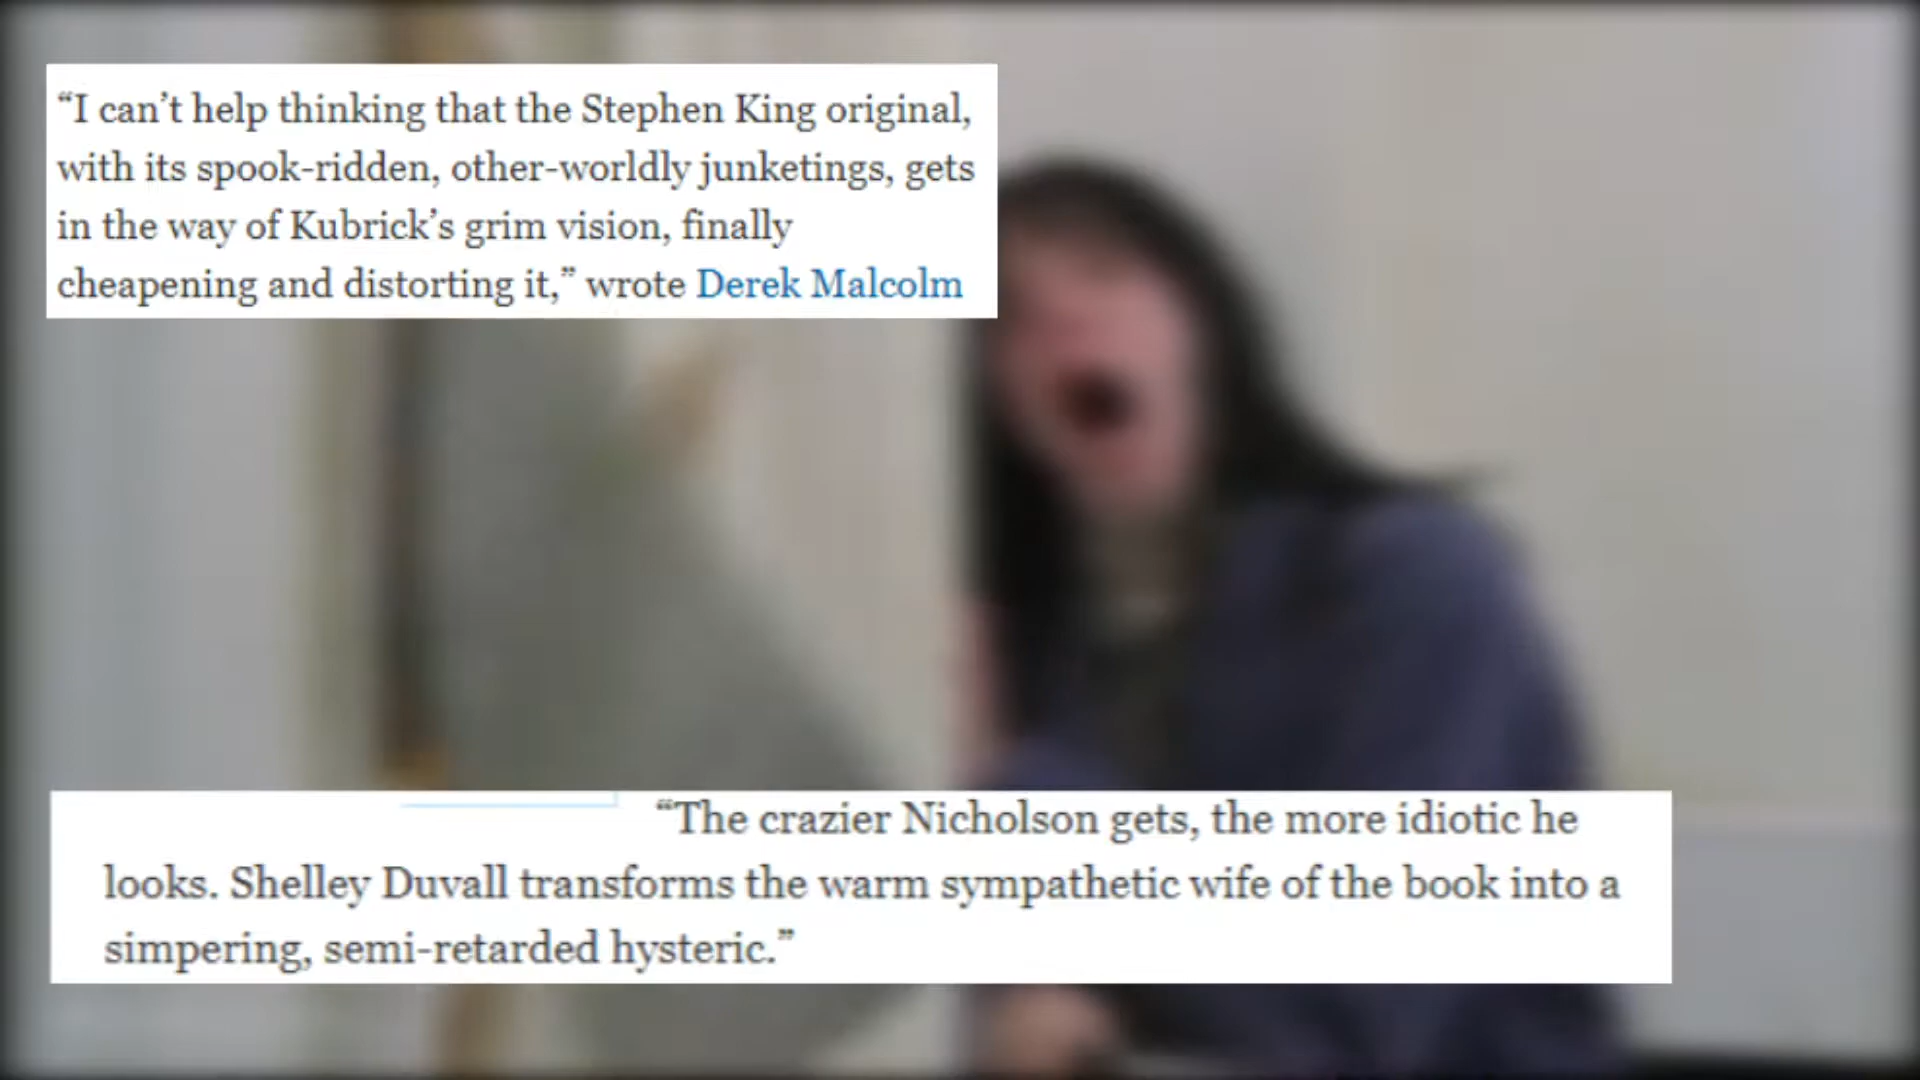 “I can’t help thinking that the Stephen King original,
with its spook-ridden, other-worldly junketings, gets
in the way of Kubrick’s grim vision, finally
cheapening and distorting it,” wrote Derek Malcolm
“The crazier Nicholson gets, the more idiotic he
looks. Shelley Duvall transforms the warm sympathetic wife of the book into a
simpering, semi-retarded hysteric.”